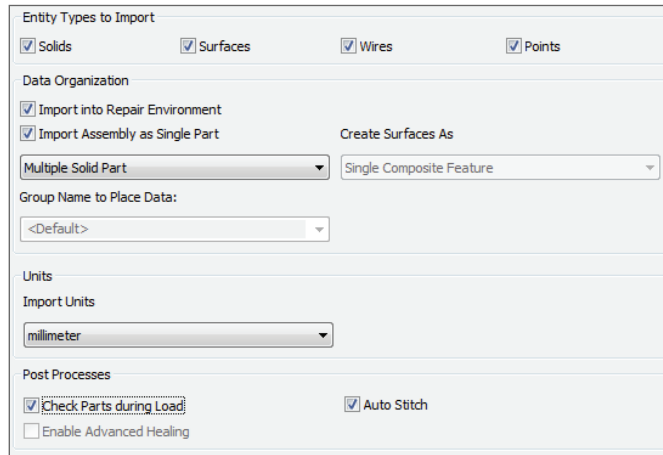 Entity Types to Import
Solids Surfaces Wires Points
Data Organization
Import into Repair Environment
Import Assembly as Single Part Create Surfaces As
Multiple Solid Part Single Composite Feature
Group Name to Place Data:
<Default>
Units
Import Units
millimeter
Post Processes
Check Parts during Load Auto Stitch
Enable Advanced Healing